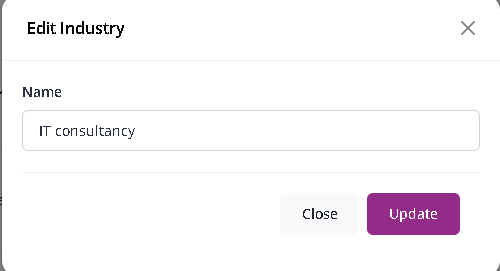 Edit Industry
Name
IT consultancy
Close
Update